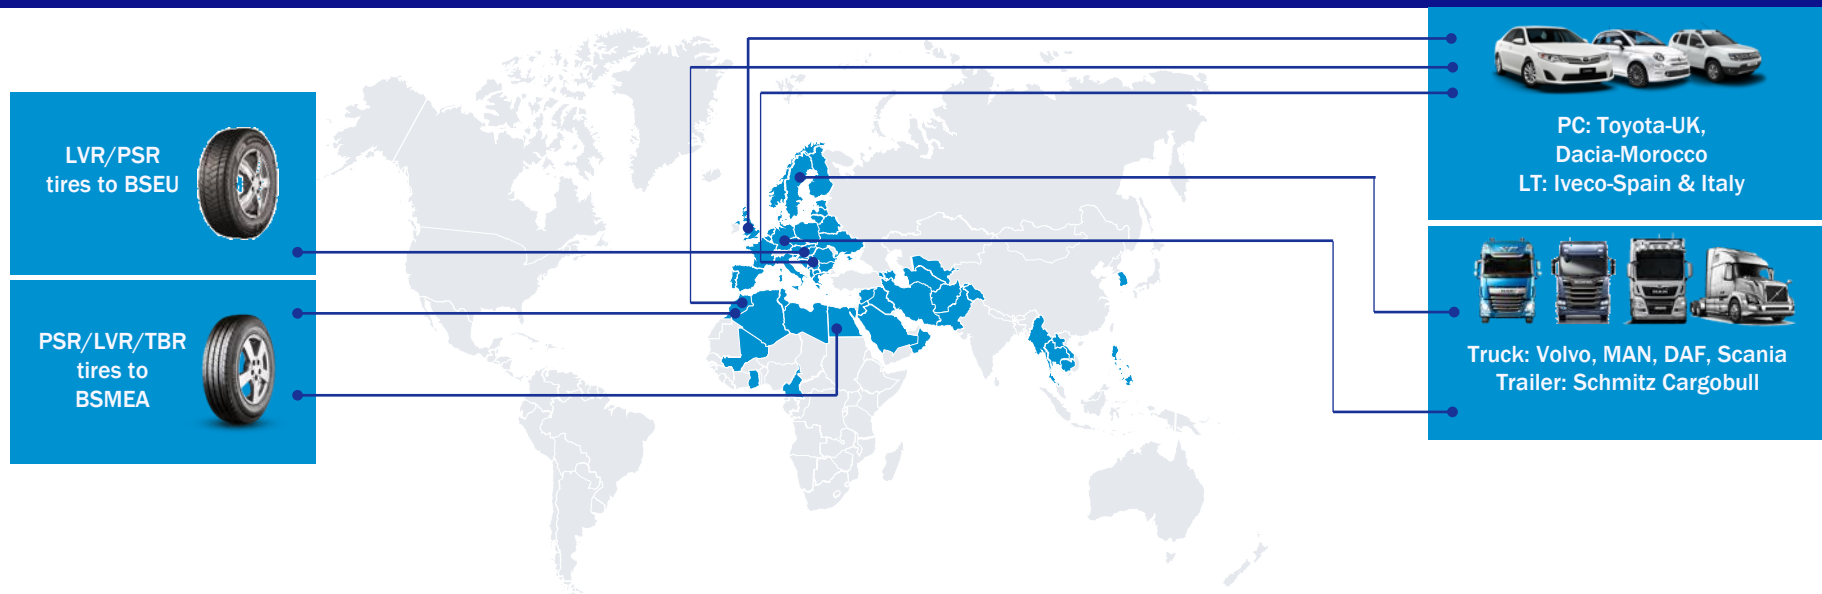 LVR/PSR
tires to BSEU
PSR/LVR/TBR
tires to
BSMEA
PC: Toyota-UK,
Dacia-Morocco
LT: Iveco-Spain & Italy
Truck: Volvo, MAN, DAF, Scania
Trailer: Schmitz Cargobull